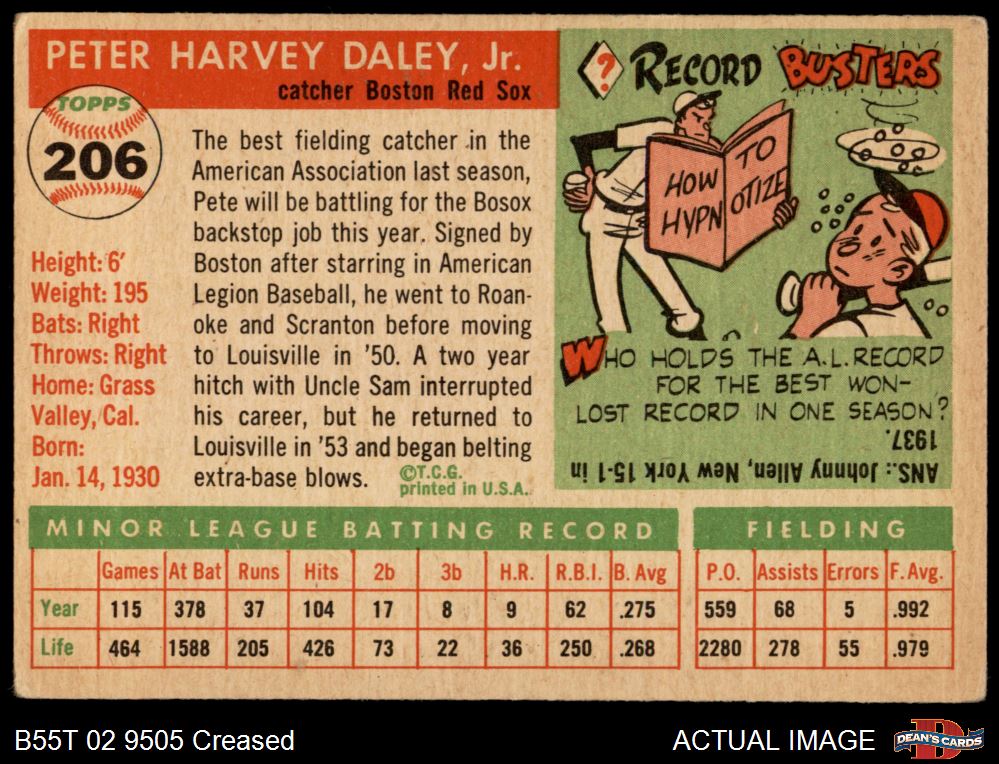 PETER HARVEY DALEY, Jr.
catcher Boston Red Sox
TOPPS
206
Height: 6'
Weight: 195
Bats: Right
Throws: Right
Home: Grass
Valley, Cal.
Born:
Jan. 14, 1930
The best fielding catcher in the
American Association last season,
Pete will be battling for the Bosox
backstop job this year. Signed by
Boston after starring in American
Legion Baseball, he went to Roan-
oke and Scranton before moving
to Louisville in '50. A two year
hitch with Uncle Sam interrupted
his career, but he returned to
Louisville in '53 and began belting
extra-base blows.
©T.C.G.
printed in U.S.A.
? RECORD BUSTERS
HOW TO
HYPNOTIZE
WHO HOLDS THE A.L. RECORD
FOR THE BEST WON-
LOST RECORD IN ONE SEASON?
ANS.: Johnny Allen, New York 15-1 in
1937.
MINOR LEAGUE BATTING RECORD FIELDING
Games At Bat Runs Hits 2b 3b H.R. R.B.I. B. Avg P.O. Assists Errors F. Avg.
Year 115 378 37 104 17 8 9 62 .275 559 68 5 .992
Life 464 1588 205 426 73 22 36 250 .268 2280 278 55 .979
B55T 02 9505 Creased
ACTUAL IMAGE
D
DEAN'S CARDS